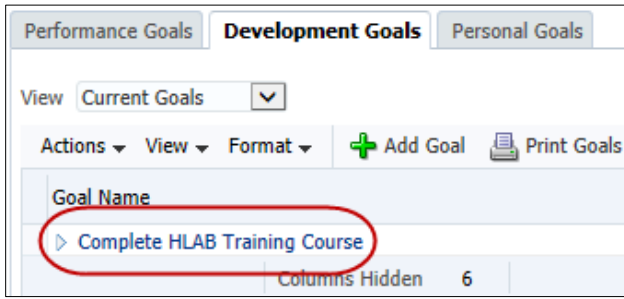 Performance Goals Development Goals Personal Goals
View Current Goals
Actions View Format Add Goal Print Goals
Goal Name
Complete HLAB Training Course
Columns Hidden 6